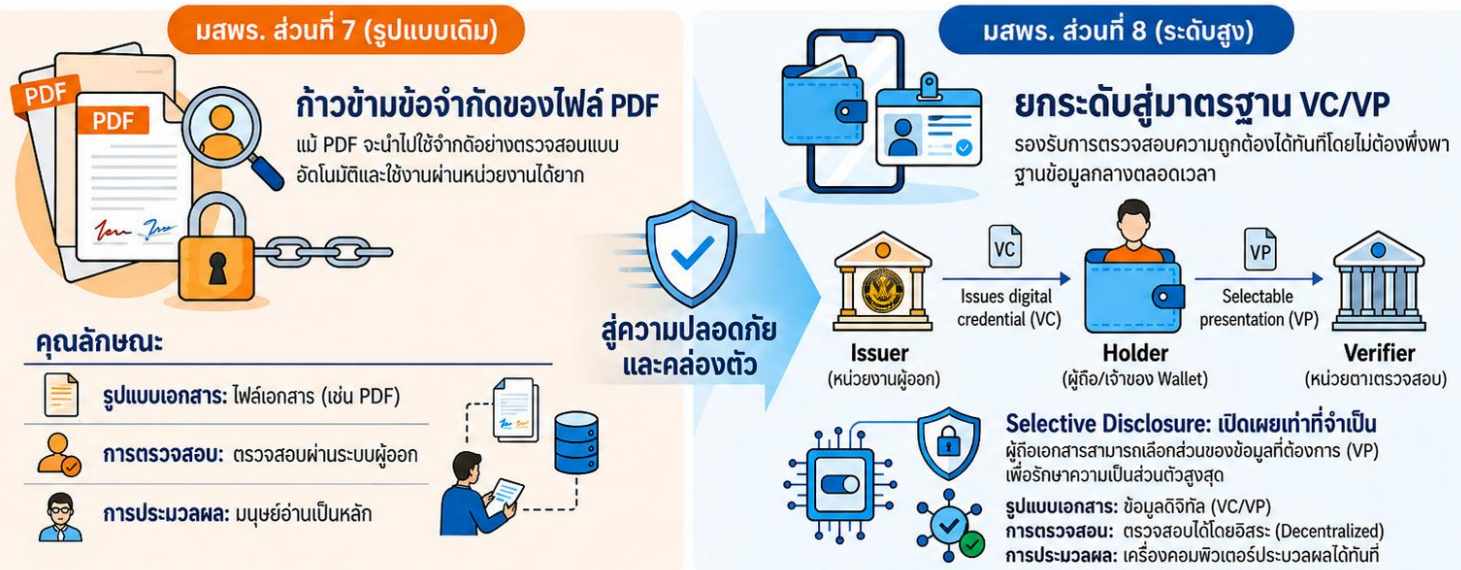 มสพร. ส่วนที่ 7 (รูปแบบเดิม)
PDF
PDF
ก้าวข้ามข้อจำกัดของไฟล์ PDF
แม้ PDF จะนำไปใช้จำกัดอย่างตรวจสอบแบบ
อัตโนมัติและใช้งานผ่านหน่วยงานได้ยาก
คุณลักษณะ
รูปแบบเอกสาร: ไฟล์เอกสาร (เช่น PDF)
การตรวจสอบ: ตรวจสอบผ่านระบบผู้ออก
การประมวลผล: มนุษย์อ่านเป็นหลัก
สู่ความปลอดภัย
และคล่องตัว
มสพร. ส่วนที่ 8 (ระดับสูง)
ยกระดับสู่มาตรฐาน VC/VP
รองรับการตรวจสอบความถูกต้องได้ทันทีโดยไม่ต้องพึ่งพา
ฐานข้อมูลกลางตลอดเวลา
VC
VP
Issues digital
credential (VC)
Selectable
presentation (VP)
Issuer
(หน่วยงานผู้ออก)
Holder
(ผู้ถือ/เจ้าของ Wallet)
Verifier
(หน่วยตาเตรวจสอบ)
Selective Disclosure: เปิดเผยเท่าที่จำเป็น
ผู้ถือเอกสารสามารถเลือกส่วนของข้อมูลที่ต้องการ (VP)
เพื่อรักษาความเป็นส่วนตัวสูงสุด
รูปแบบเอกสาร: ข้อมูลดิจิทัล (VC/VP)
การตรวจสอน: ตรวจสอบได้โดยอิสระ (Decentralized)
การประมวลผล: เครื่องคอมพิวเตอร์ประมวลผลได้ทันที